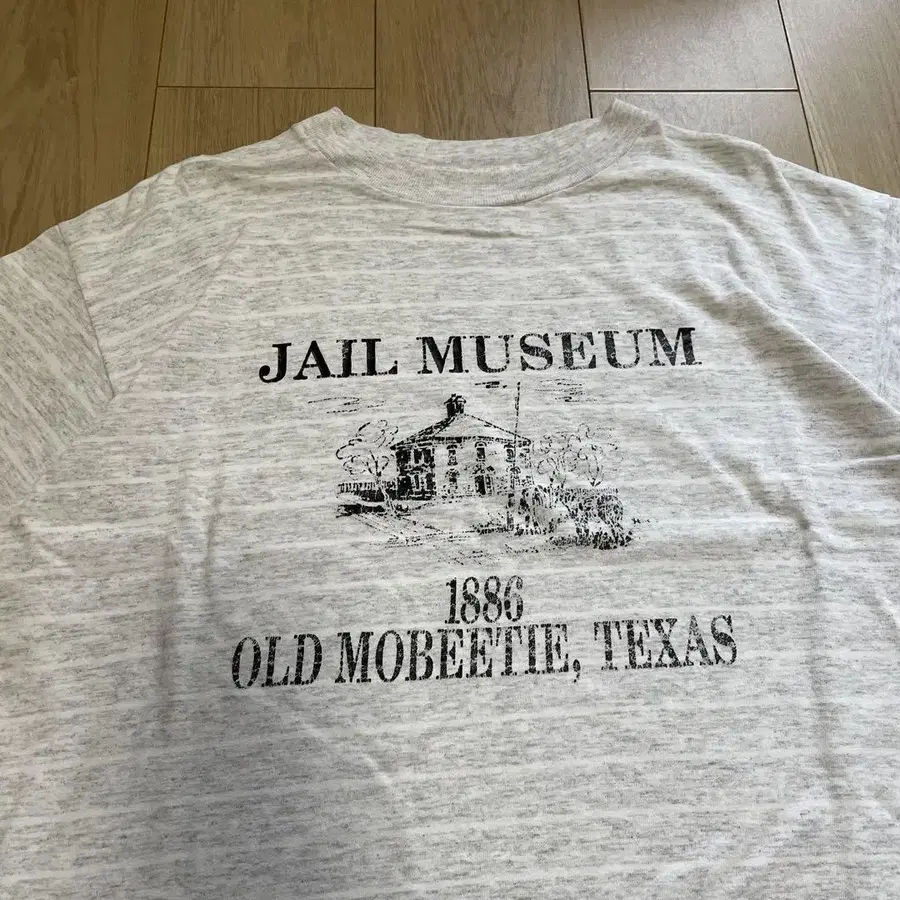 JAIL MUSEUM
1886
OLD MOBEETIE, TEXAS